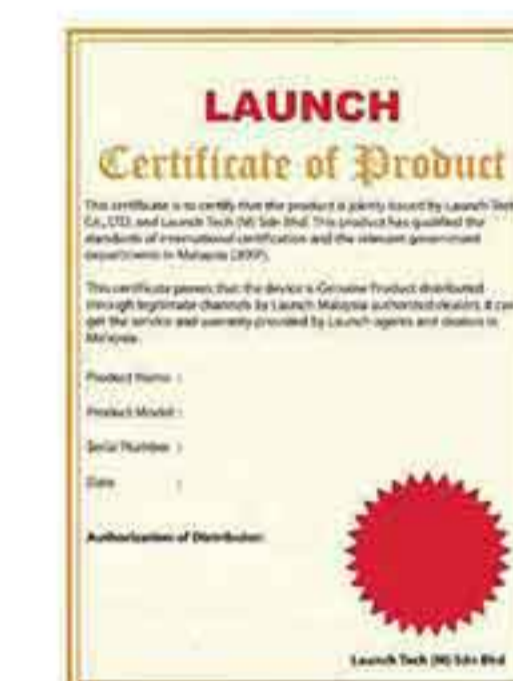 LAUNCH
Certificate of Product
This certificate is to certify that the product is jointly issued by Launch Tech
Co., LTD. and Launch Tech (M) Sdn Bhd. This product has qualified the
standards of international certification and the relevant government
departments in Malaysia
This certificate proves that the device is Genuine Product distributed
through legitimate channels by Launch Malaysia authorized dealers. It can
get the service and warranty provided by Launch agents and dealers in
Malaysia.
Product Name :
Product Model :
Serial Number :
Date :
Authorization of Distributor:
Launch Tech (M) Sdn Bhd